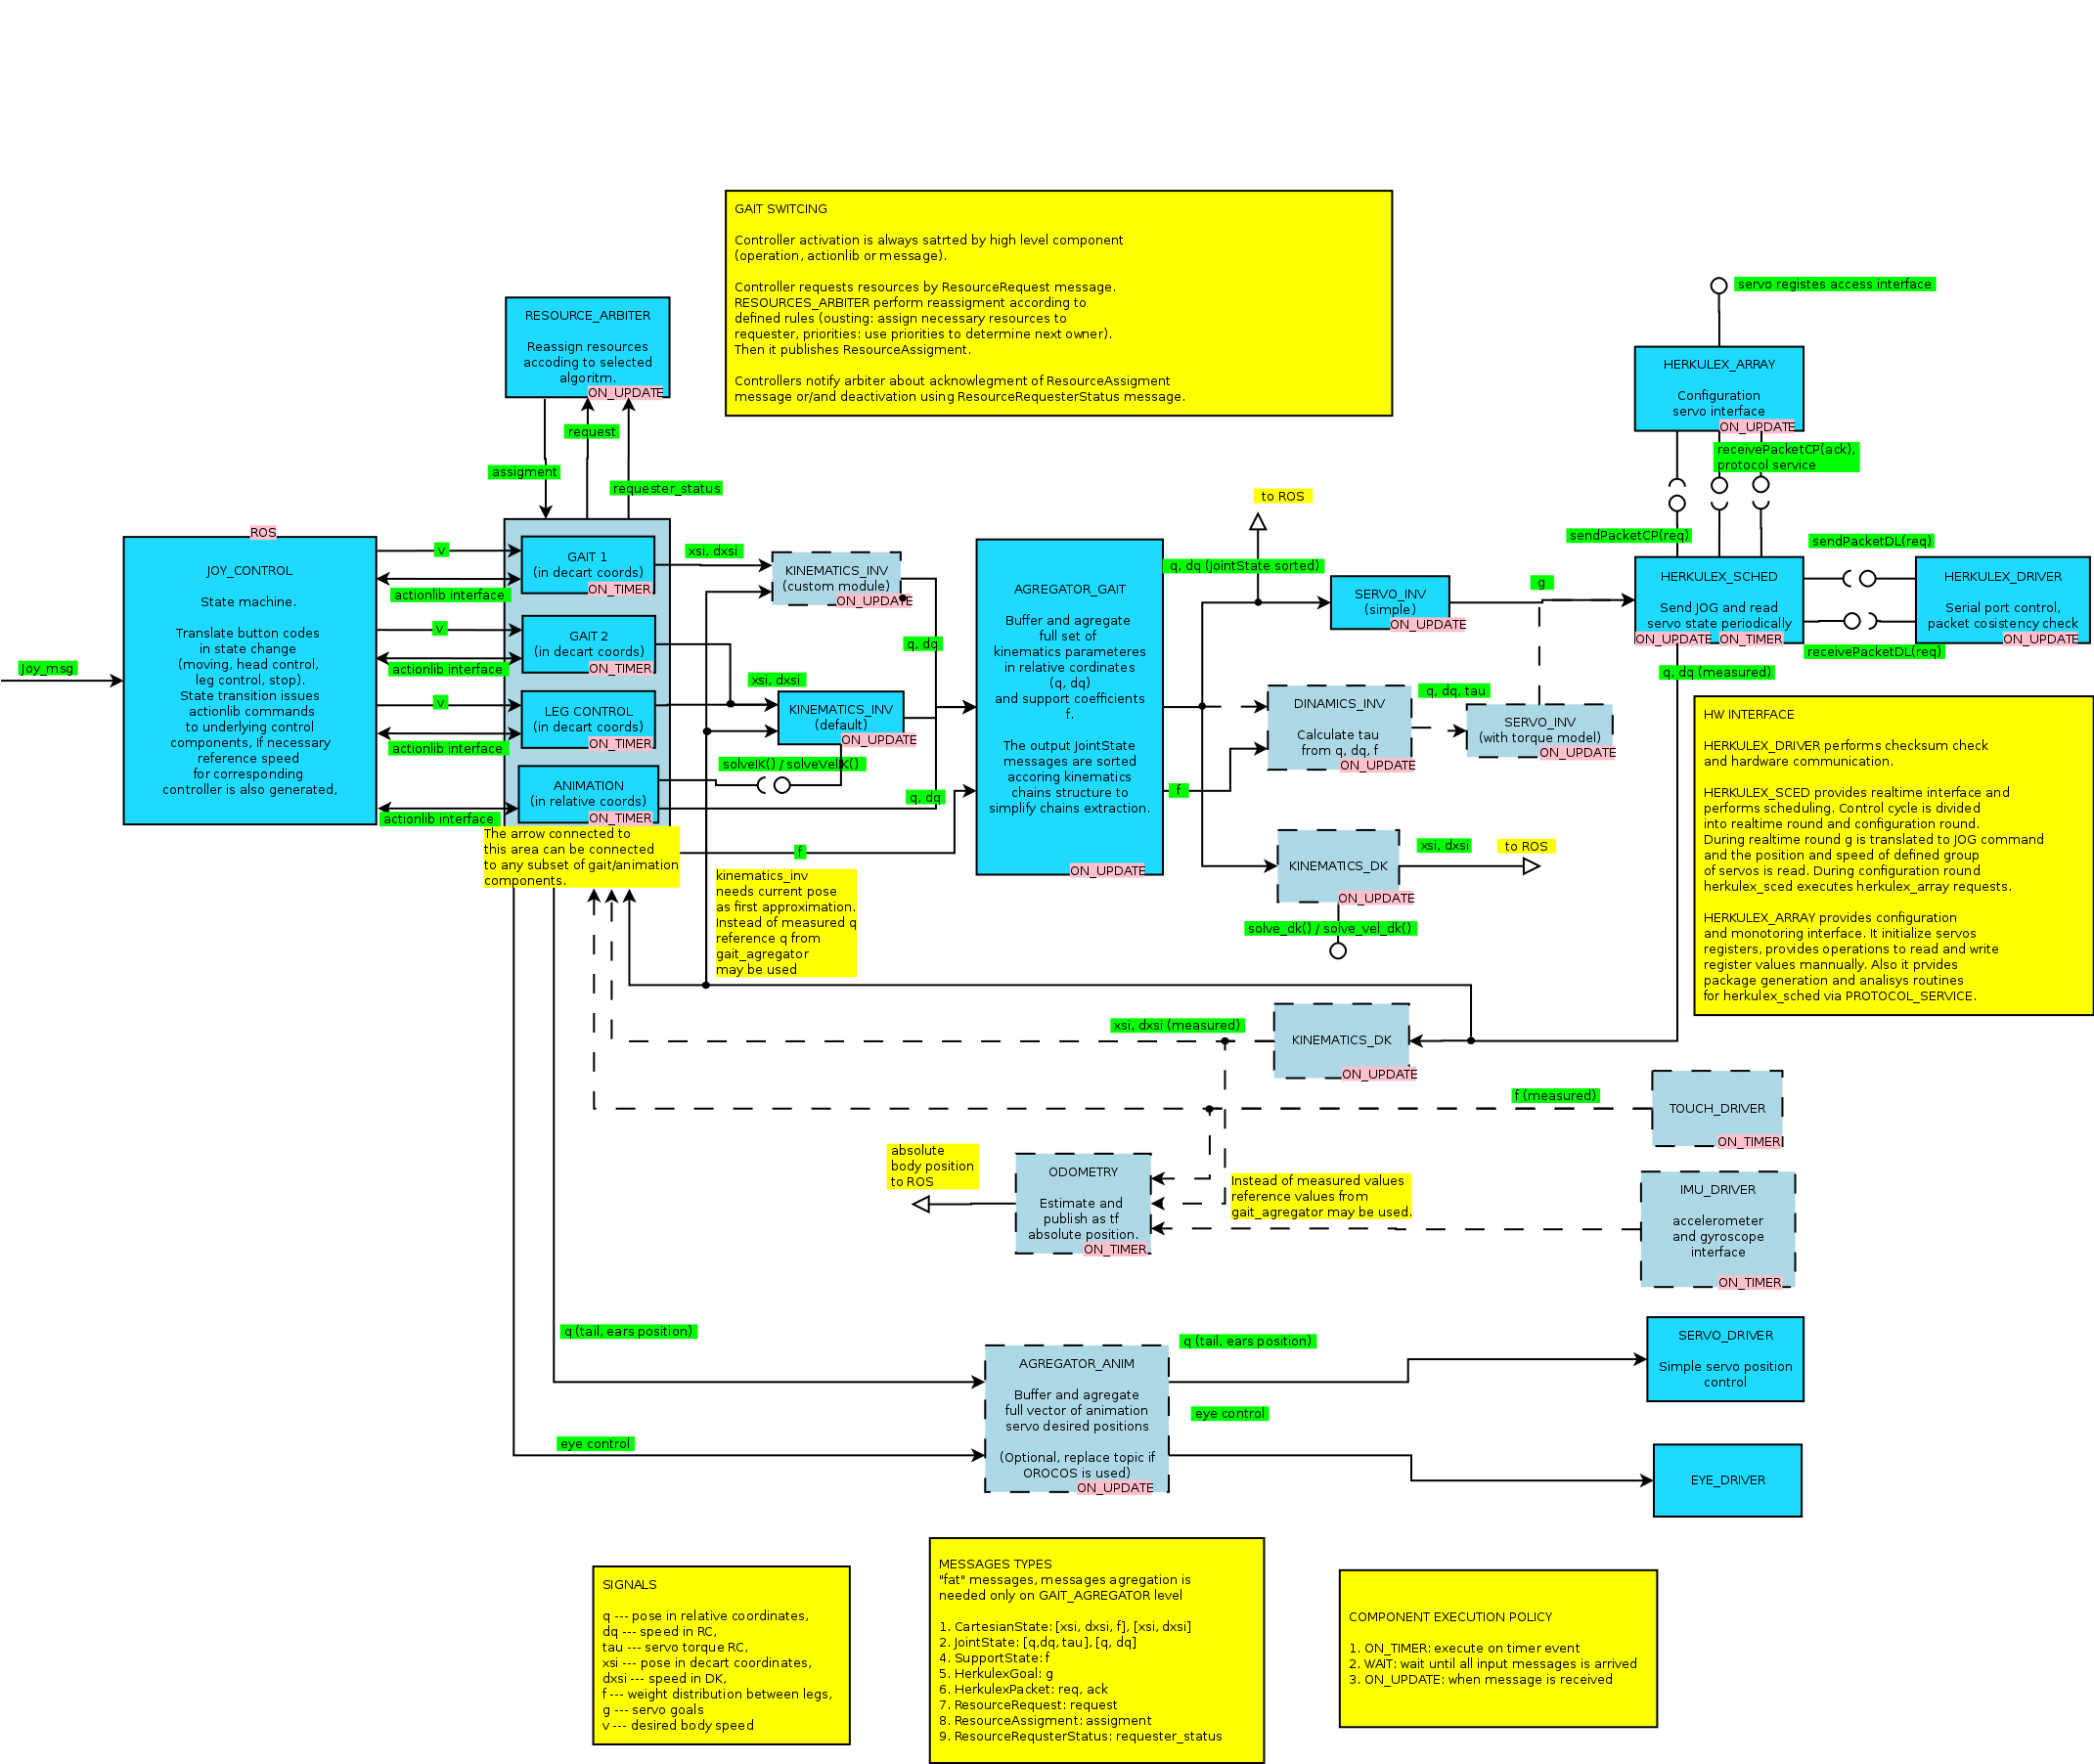 GAIT SWITCING
Controller activation is always satrted by high level component
(operation, actionlib or message).
Controller requests resources by ResourceRequest message.
RESOURCES_ARBITER perform reassigment according to
defined rules (ousting: assign necessary resources to
requester, priorities: use priorities to determine next owner).
Then it publishes ResourceAssigment.
Controllers notify arbiter about acknowlegment of ResourceAssigment
message or/and deactivation using ResourceRequesterStatus message.
RESOURCE_ARBITER
Reassign resources
accoding to selected
algoritm.
ON_UPDATE
request
assigment
requester_status
servo registes access interface
HERKULEX_ARRAY
Configuration
servo interface
ON_UPDATE
receivePacketCP(ack),
protocol service
sendPacketCP(req)
Joy_msg
ROS
JOY_CONTROL
State machine.
Translate button codes
in state change
(moving, head control,
leg control, stop).
State transition issues
actionlib commands
to underlying control
components, If necessary
reference speed
for corresponding
controller is also generated,
v
actionlib interface
v
actionlib interface
v
actionlib interface
actionlib interface
GAIT 1
(in decart coords)
ON_TIMER
GAIT 2
(in decart coords)
ON_TIMER
LEG CONTROL
(in decart coords)
ON_TIMER
ANIMATION
(in relative coords)
ON_TIMER
The arrow connected to
this area can be connected
to any subset of gait/animation
components.
xsi, dxsi
KINEMATICS_INV
(custom module)
ON_UPDATE
q, dq
xsi, dxsi
KINEMATICS_INV
(default)
ON_UPDATE
solveIK() / solveVelIK()
q, dq
f
kinematics_inv
needs current pose
as first approximation.
Instead of measured q
reference q from
gait_agregator
may be used
AGREGATOR_GAIT
Buffer and agregate
full set of
kinematics parameteres
in relative cordinates
(q, dq)
and support coefficients
f.
The output JointState
messages are sorted
accoring kinematics
chains structure to
simplify chains extraction.
ON_UPDATE
to ROS
q, dq (JointState sorted)
SERVO_INV
(simple)
ON_UPDATE
g
DINAMICS_INV
Calculate tau
from q, dq, f
ON_UPDATE
q, dq, tau
SERVO_INV
(with torque model)
ON_UPDATE
f
KINEMATICS_DK
ON_UPDATE
xsi, dxsi
to ROS
solve_dk() / solve_vel_dk()
HERKULEX_SCHED
Send JOG and read
servo state periodically
ON_UPDATE
ON_TIMER
sendPacketDL(req)
receivePacketDL(req)
HERKULEX_DRIVER
Serial port control,
packet cosistency check
ON_UPDATE
q, dq (measured)
HW INTERFACE
HERKULEX_DRIVER performs checksum check
and hardware communication.
HERKULEX_SCED provides realtime interface and
performs scheduling. Control cycle is divided
into realtime round and configuration round.
During realtime round g is translated to JOG command
and the position and speed of defined group
of servos is read. During configuration round
herkulex_sced executes herkulex_array requests.
HERKULEX_ARRAY provides configuration
and monotoring interface. It initialize servos
registers, provides operations to read and write
register values mannually. Also it prvides
package generation and analisys routines
for herkulex_sched via PROTOCOL_SERVICE.
xsi, dxsi (measured)
KINEMATICS_DK
ON_UPDATE
f (measured)
TOUCH_DRIVER
ON_TIMER
absolute
body position
to ROS
ODOMETRY
Estimate and
publish as tf
absolute position.
ON_TIMER
Instead of measured values
reference values from
gait_agregator may be used.
IMU_DRIVER
accelerometer
and gyroscope
interface
ON_TIMER
q (tail, ears position)
eye control
AGREGATOR_ANIM
Buffer and agregate
full vector of animation
servo desired positions
(Optional, replace topic if
OROCOS is used)
ON_UPDATE
q (tail, ears position)
eye control
SERVO_DRIVER
Simple servo position
control
EYE_DRIVER
SIGNALS
q --- pose in relative coordinates,
dq --- speed in RC,
tau --- servo torque RC,
xsi --- pose in decart coordinates,
dxsi --- speed in DK,
f --- weight distribution between legs,
g --- servo goals
v --- desired body speed
MESSAGES TYPES
"fat" messages, messages agregation is
needed only on GAIT_AGREGATOR level
1. CartesianState: [xsi, dxsi, f], [xsi, dxsi]
2. JointState: [q,dq, tau], [q, dq]
4. SupportState: f
5. HerkulexGoal: g
6. HerkulexPacket: req, ack
7. ResourceRequest: request
8. ResourceAssigment: assigment
9. ResourceRequsterStatus: requester_status
COMPONENT EXECUTION POLICY
1. ON_TIMER: execute on timer event
2. WAIT: wait until all input messages is arrived
3. ON_UPDATE: when message is received